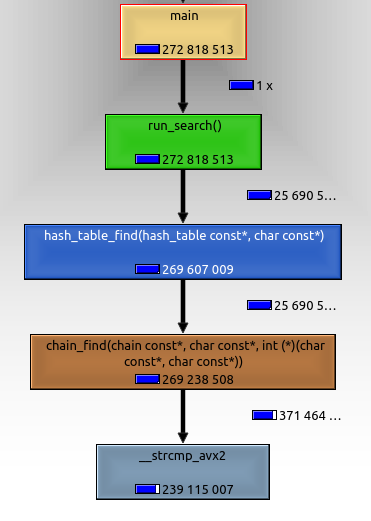 main
272 818 513
1 x
run_search()
272 818 513
25 690 5…
hash_table_find(hash_table const*, char const*)
269 607 009
25 690 5…
chain_find(chain const*, char const*, int (*)(char
const*, char const*))
269 238 508
371 464 …
__strcmp_avx2
239 115 007